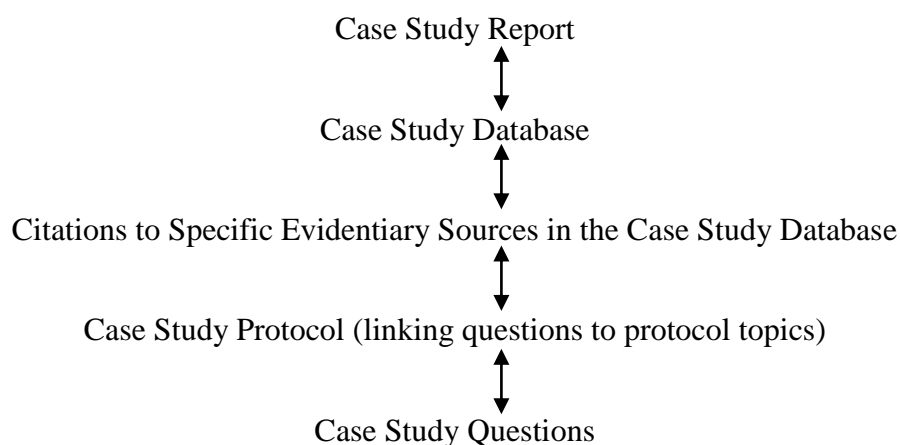 Case Study Report
Case Study Database
Citations to Specific Evidentiary Sources in the Case Study Database
Case Study Protocol (linking questions to protocol topics)
Case Study Questions